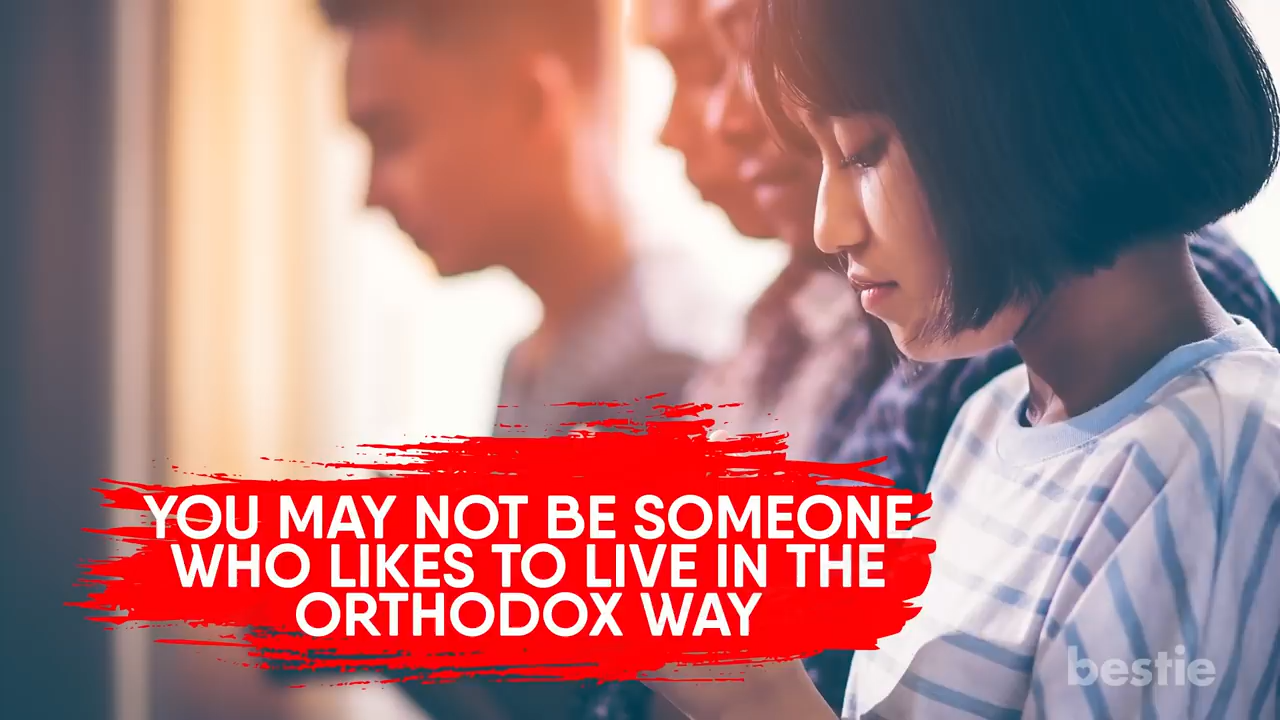 YOU MAY NOT BE SOMEONE
WHO LIKES TO LIVE IN THE
ORTHODOX WAY
bestie